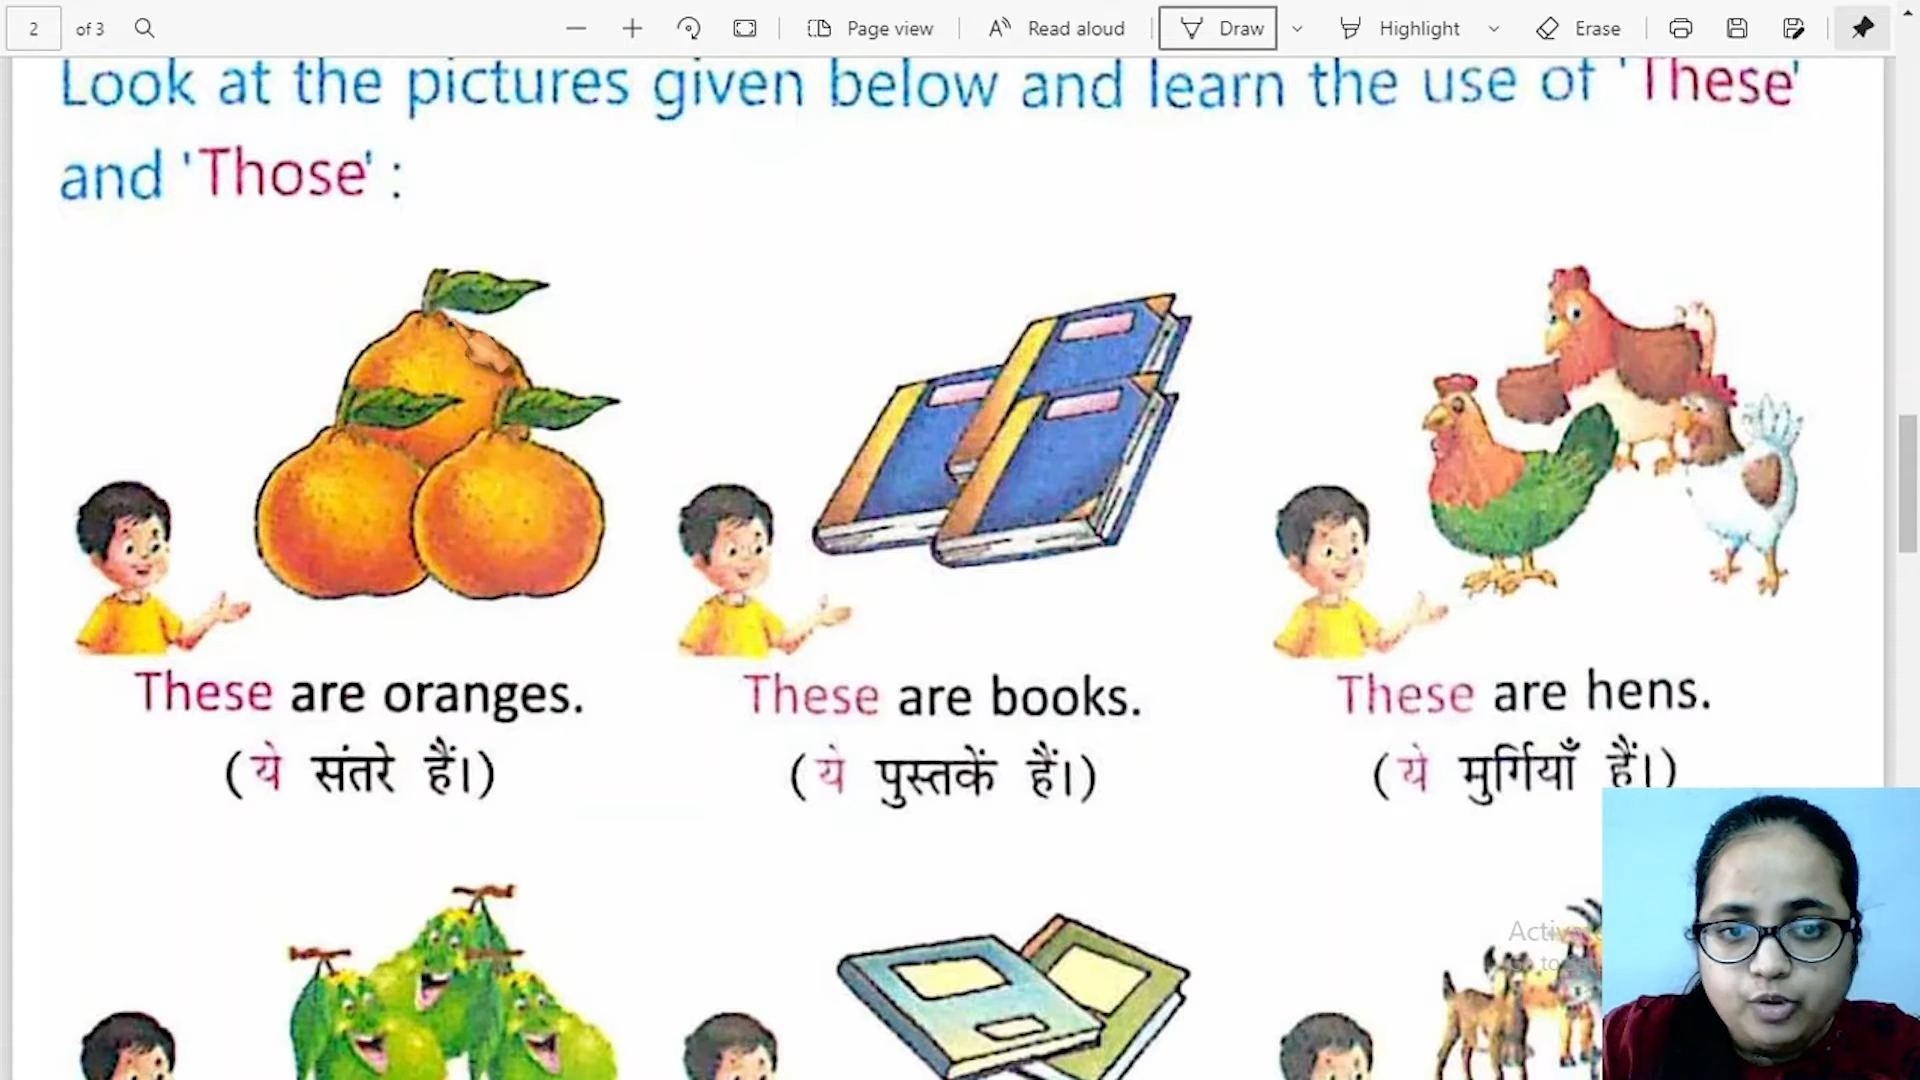 2 of 3 Page view Read aloud Draw Highlight Erase
Look at the pictures given below and learn the use of 'These'
and 'Those' :
These are oranges. These are books. These are hens.
(ये संतरे हैं।) (ये पुस्तकें हैं।) (ये मुर्गियाँ हैं।)